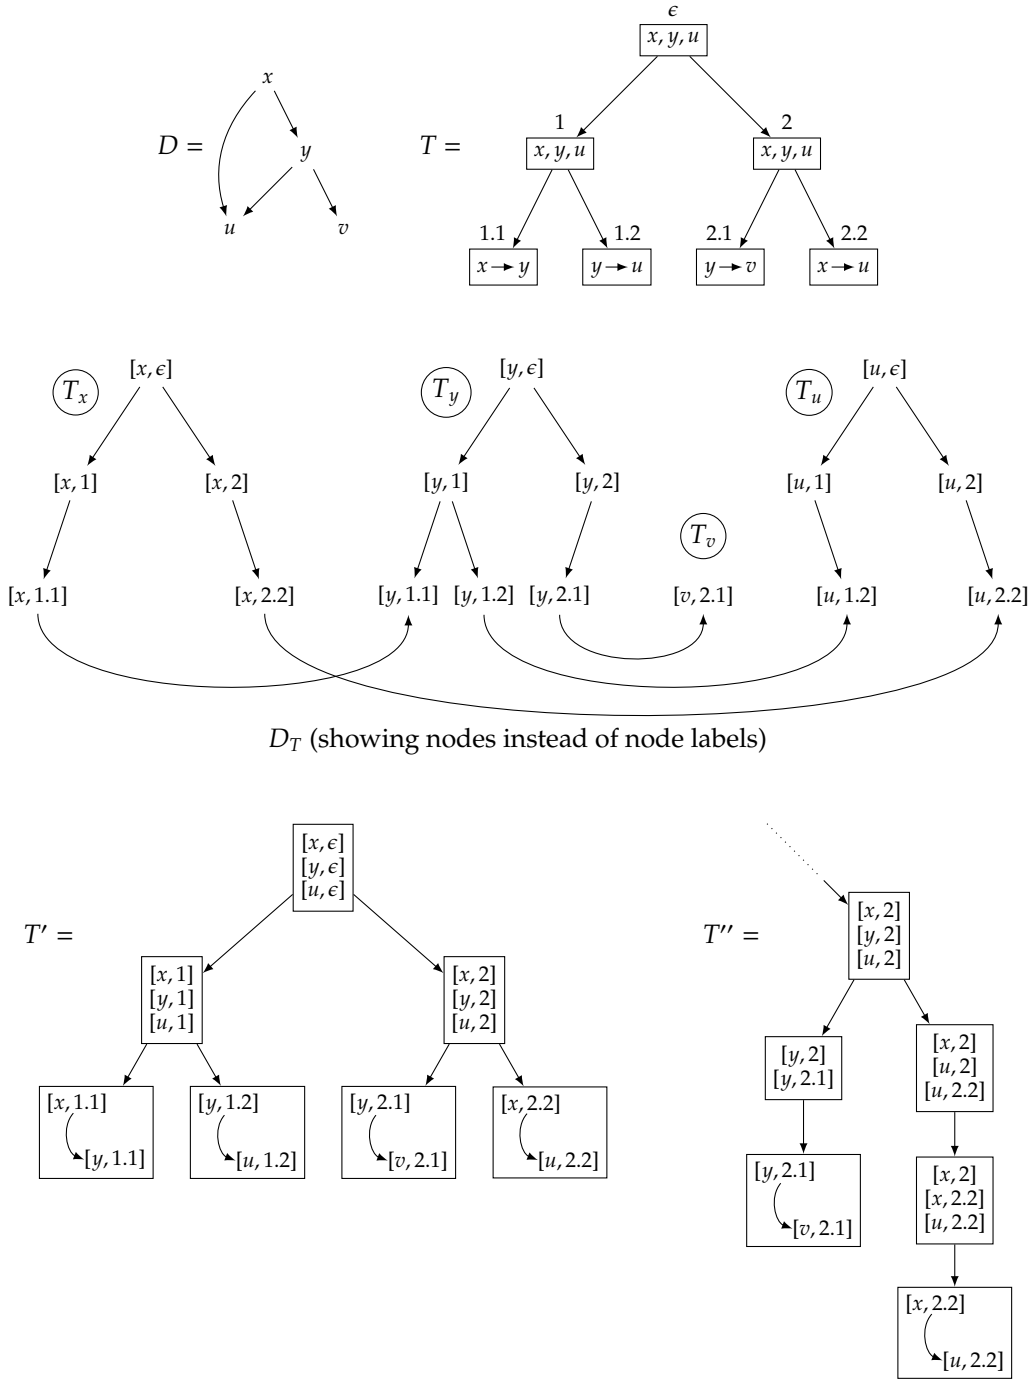 ϵ
x, y, u
x
D =
y
u
v
T =
1
2
x, y, u
x, y, u
1.1
1.2
2.1
2.2
x → y
y → u
y → v
x → u
T_x
[x, ϵ]
T_y
[y, ϵ]
T_u
[u, ϵ]
[x, 1]
[x, 2]
[y, 1]
[y, 2]
[u, 1]
[u, 2]
T_v
[x, 1.1]
[x, 2.2]
[y, 1.1]
[y, 1.2]
[y, 2.1]
[v, 2.1]
[u, 1.2]
[u, 2.2]
D_T (showing nodes instead of node labels)
T′ =
[x, ϵ]
[y, ϵ]
[u, ϵ]
[x, 1]
[y, 1]
[u, 1]
[x, 2]
[y, 2]
[u, 2]
[x, 1.1]
[y, 1.1]
[y, 1.2]
[u, 1.2]
[y, 2.1]
[v, 2.1]
[x, 2.2]
[u, 2.2]
T′′ =
[x, 2]
[y, 2]
[u, 2]
[y, 2]
[y, 2.1]
[x, 2]
[u, 2]
[u, 2.2]
[y, 2.1]
[v, 2.1]
[x, 2]
[x, 2.2]
[u, 2.2]
[x, 2.2]
[u, 2.2]